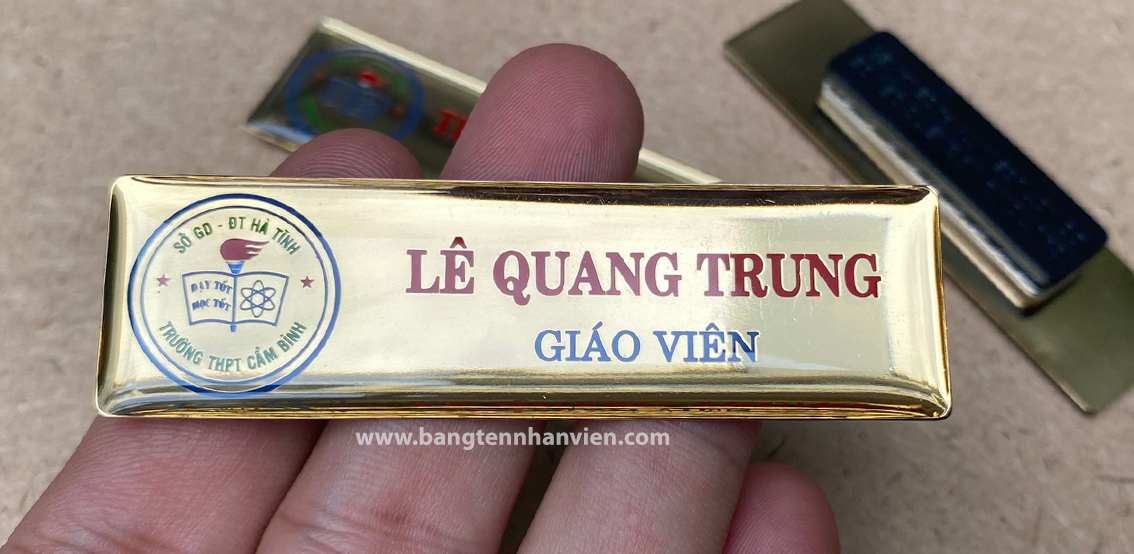 SỞ GD - ĐT HÀ TĨNH
DẠY TỐT
HỌC TỐT
TRƯỜNG THPT CẨM BÌNH
LÊ QUANG TRUNG
GIÁO VIÊN
www.bangtennhanvien.com